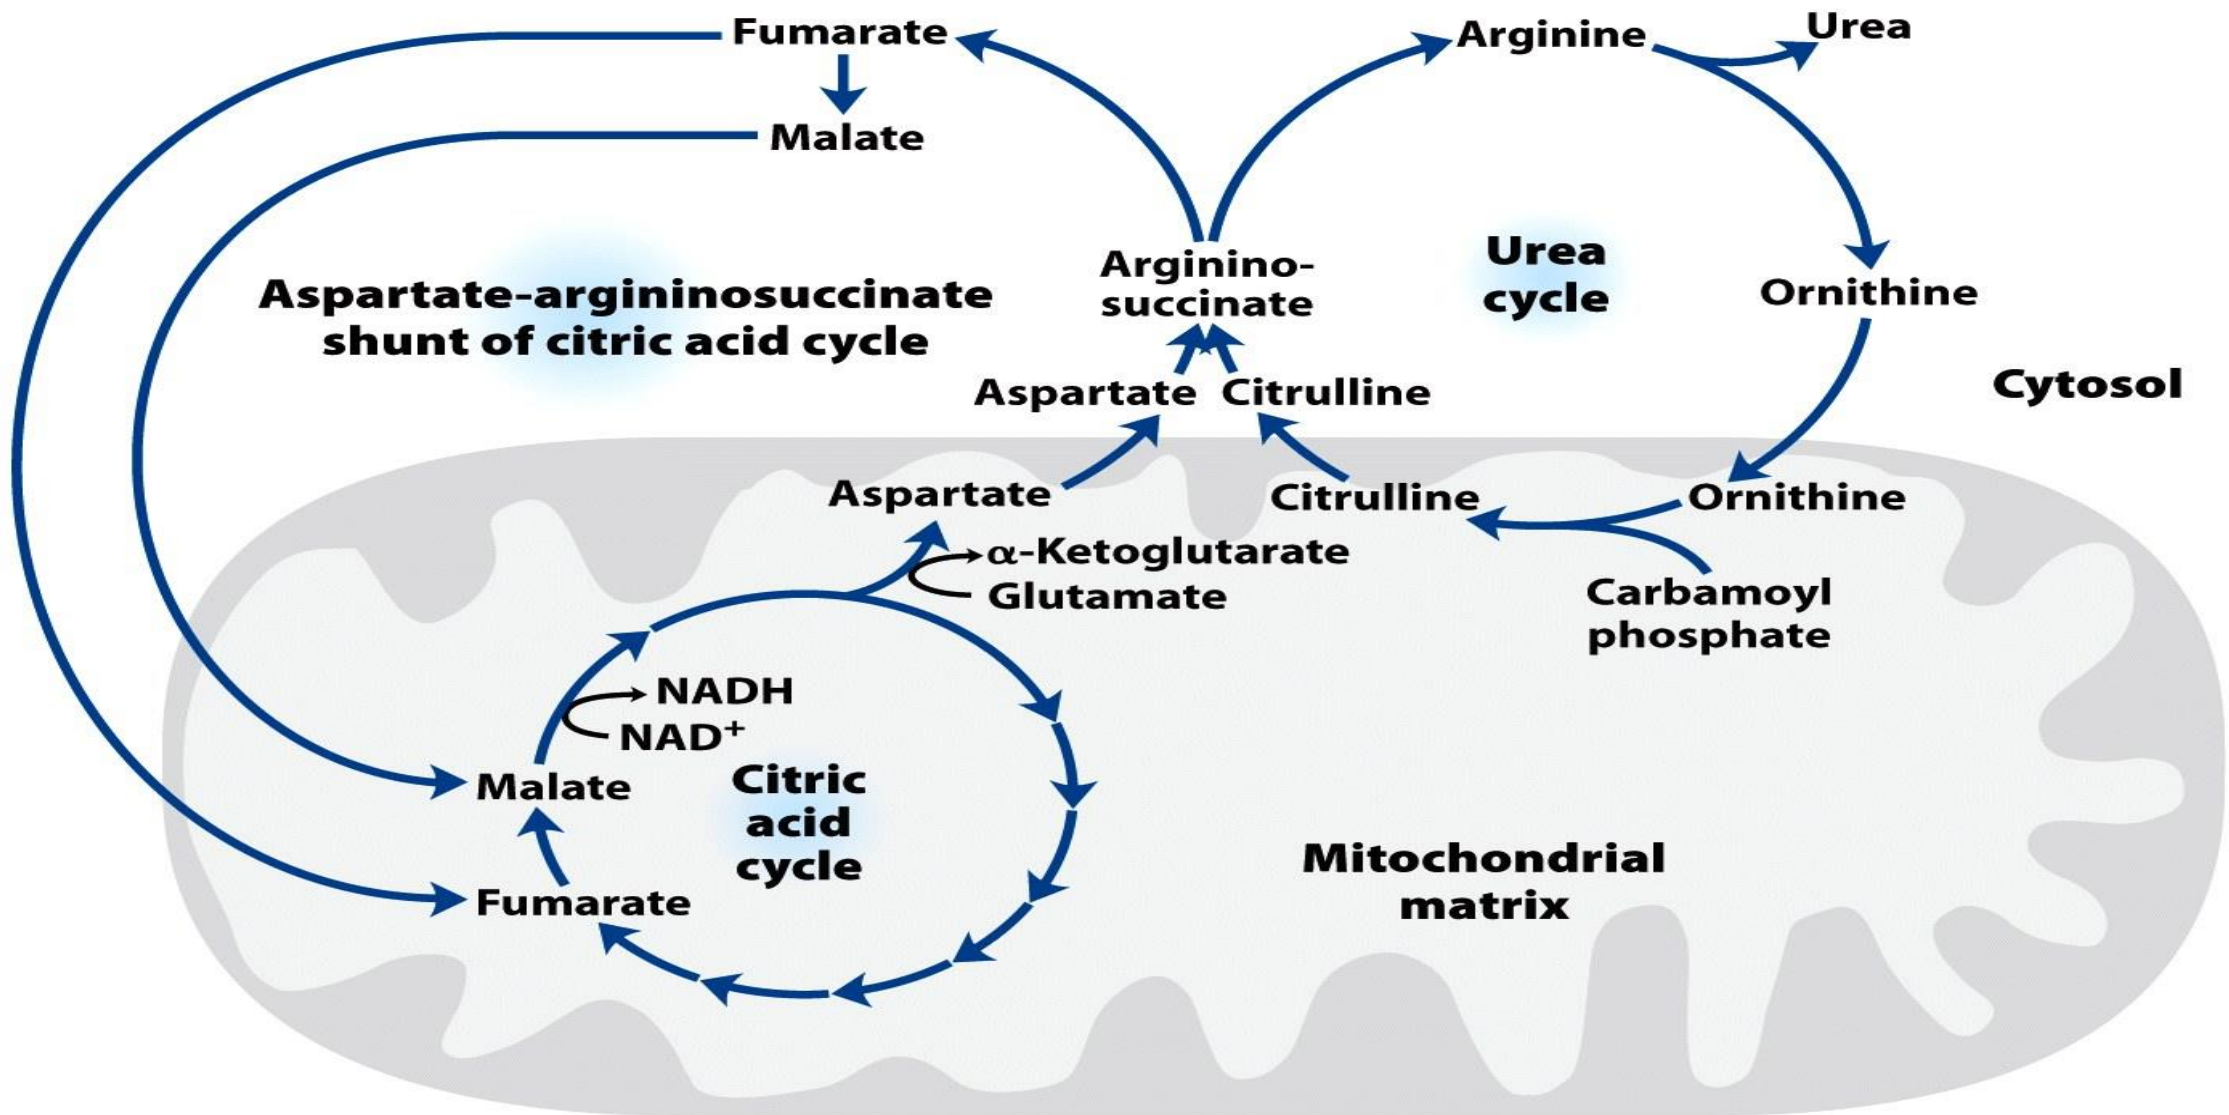 Fumarate
Arginine
Urea
Malate
Aspartate-argininosuccinate
shunt of citric acid cycle
Arginino-
succinate
Urea
cycle
Ornithine
Cytosol
Aspartate
Citrulline
Aspartate
Citrulline
Ornithine
α-Ketoglutarate
Glutamate
Carbamoyl
phosphate
NADH
NAD⁺
Malate
Citric
acid
cycle
Fumarate
Mitochondrial
matrix